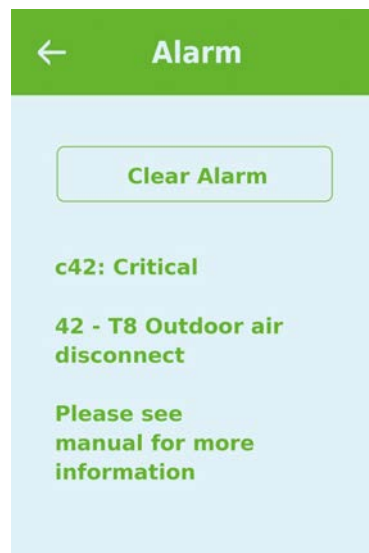 Alarm
Clear Alarm
c42: Critical
42 - T8 Outdoor air
disconnect
Please see
manual for more
information